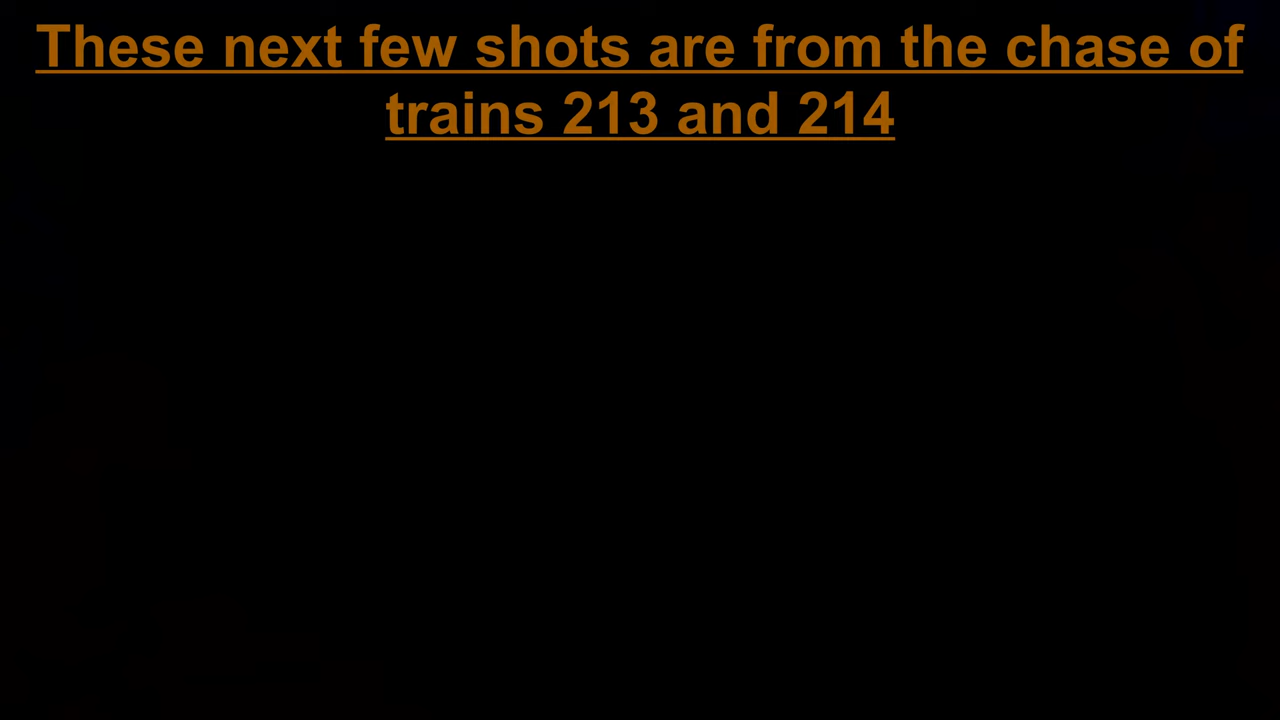 These next few shots are from the chase of
trains 213 and 214